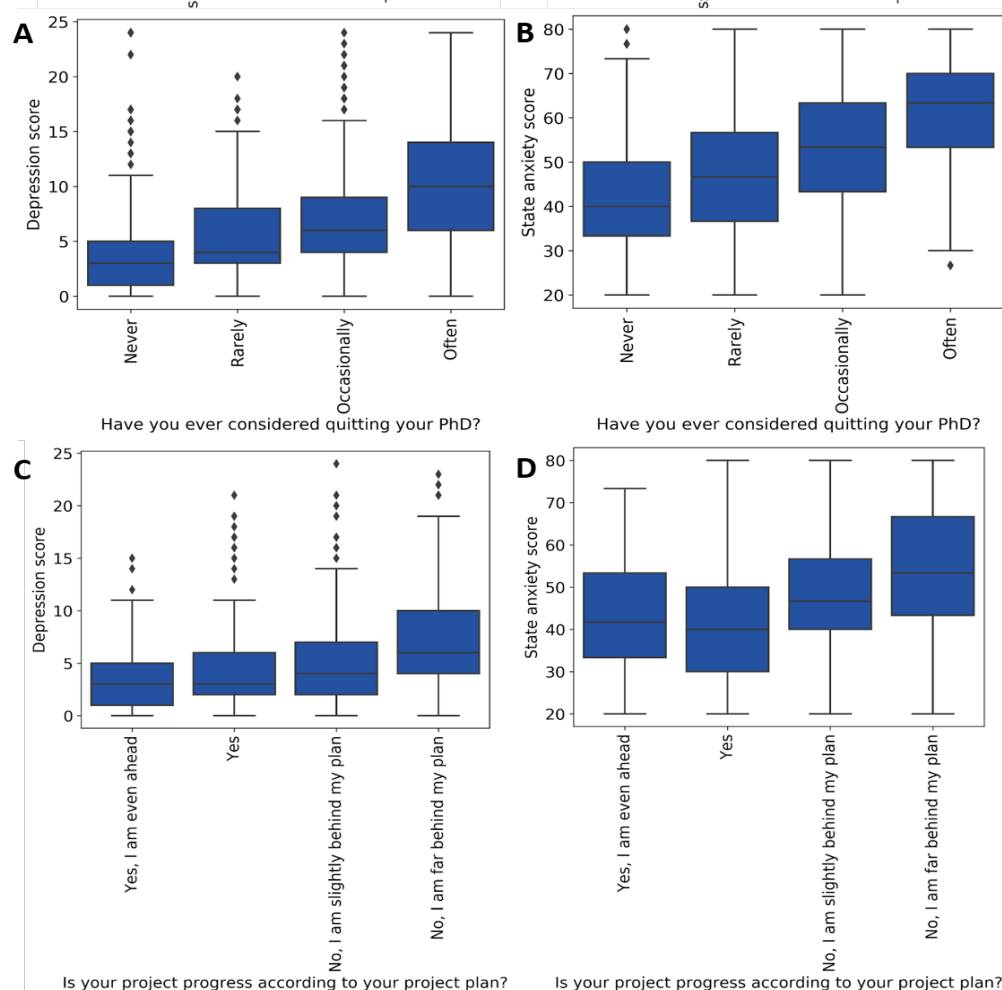 A
Depression score
25
20
15
10
5
0
Never
Rarely
Occasionally
Often
Have you ever considered quitting your PhD?
B
State anxiety score
80
70
60
50
40
30
20
Never
Rarely
Occasionally
Often
Have you ever considered quitting your PhD?
C
Depression score
25
20
15
10
5
0
Yes, I am even ahead
Yes
No, I am slightly behind my plan
No, I am far behind my plan
Is your project progress according to your project plan?
D
State anxiety score
80
70
60
50
40
30
20
Yes, I am even ahead
Yes
No, I am slightly behind my plan
No, I am far behind my plan
Is your project progress according to your project plan?